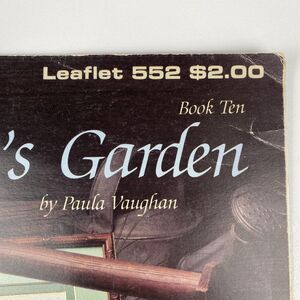 Leaflet 552 $2.00
Book Ten
's Garden
by Paula Vaughan